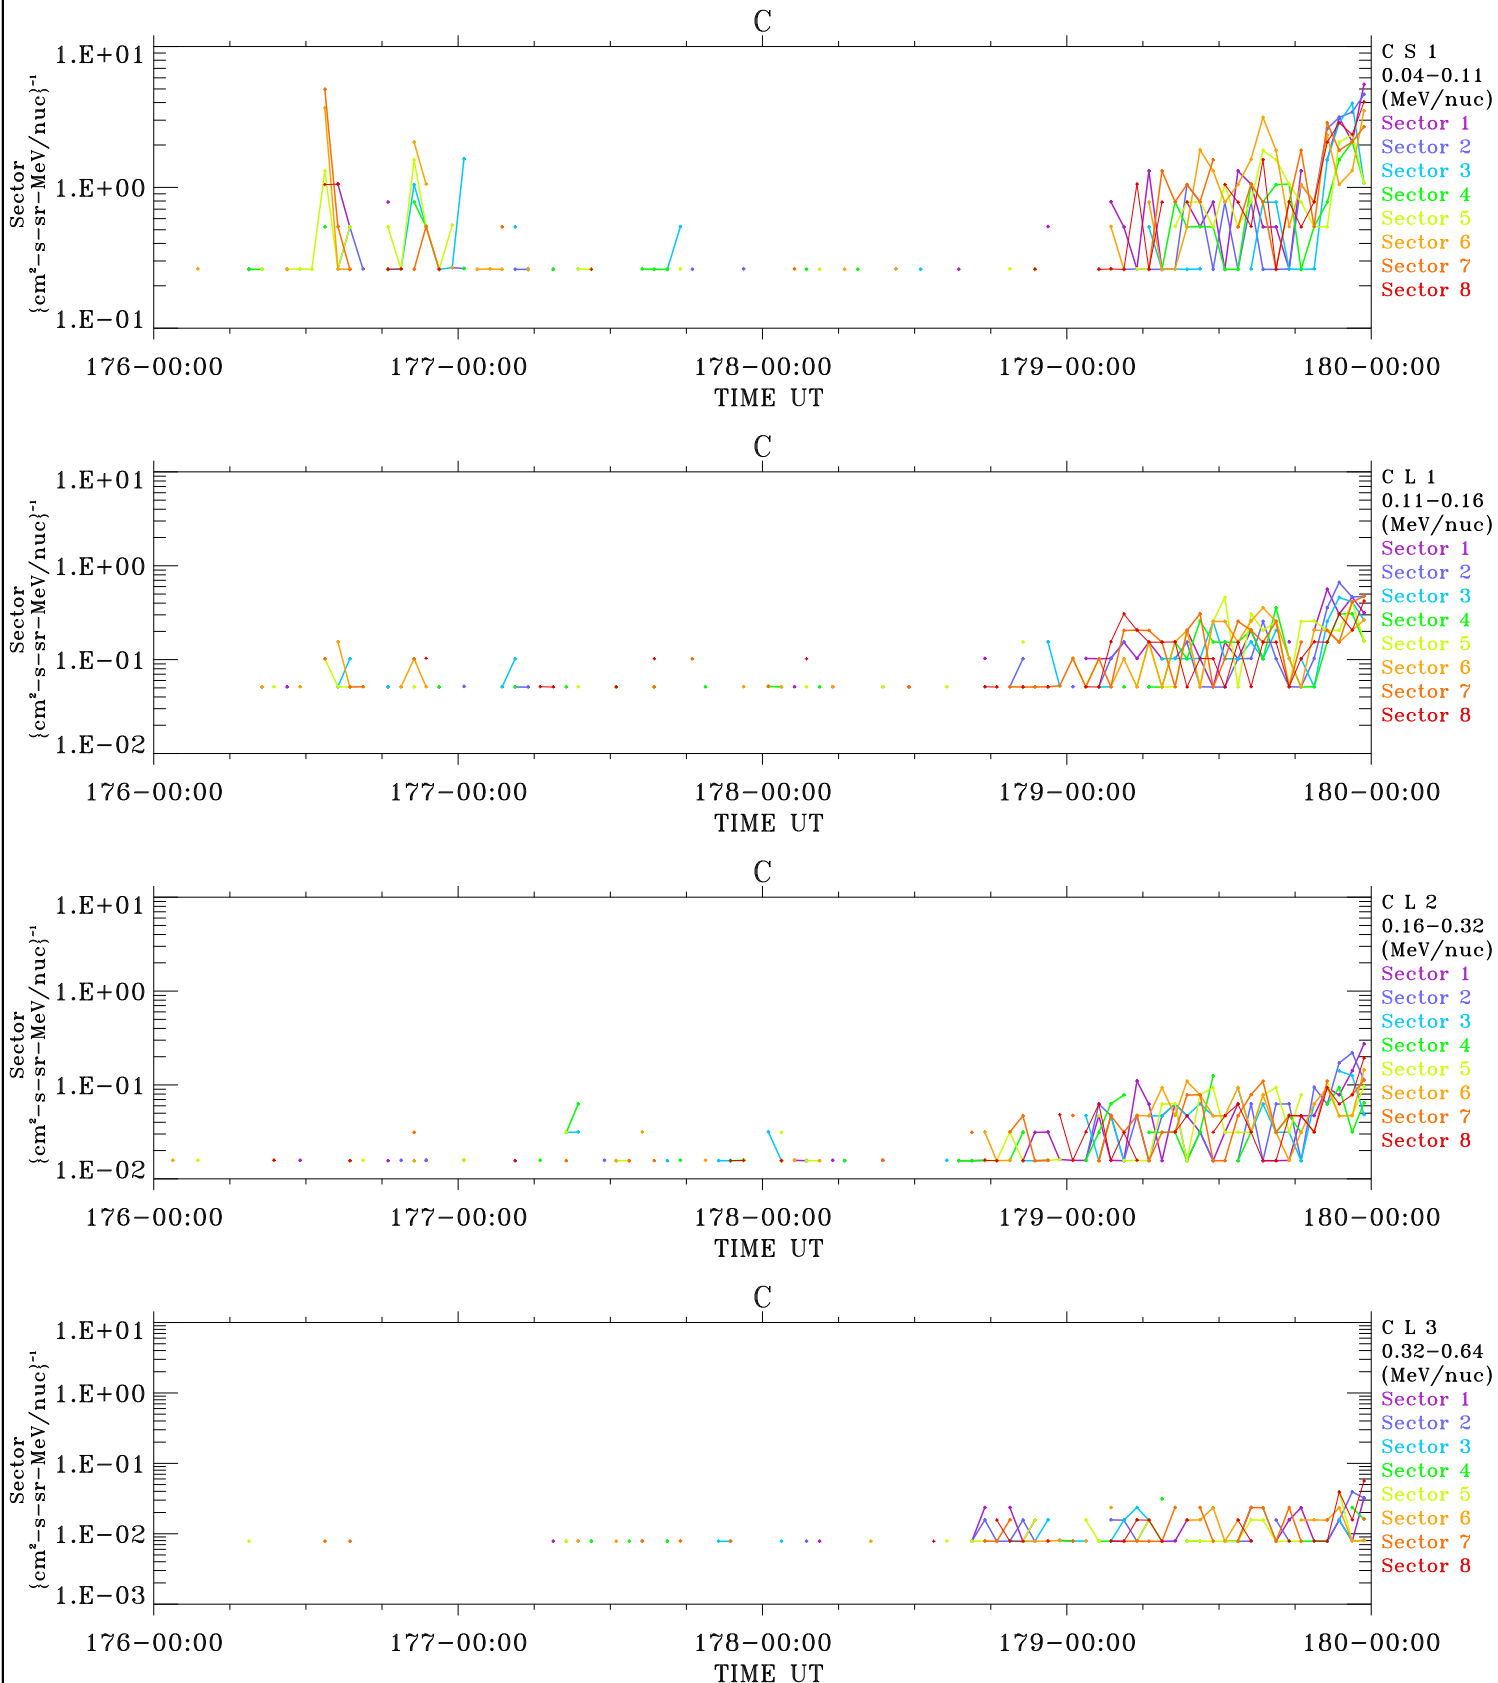 C
1.E+01
1.E+00
1.E-01
Sector
{cm²-s-sr-MeV/nuc}⁻¹
176-00:00 177-00:00 178-00:00 179-00:00 180-00:00
TIME UT
C S 1
0.04-0.11
(MeV/nuc)
Sector 1
Sector 2
Sector 3
Sector 4
Sector 5
Sector 6
Sector 7
Sector 8
C
1.E+01
1.E+00
1.E-01
1.E-02
Sector
{cm²-s-sr-MeV/nuc}⁻¹
176-00:00 177-00:00 178-00:00 179-00:00 180-00:00
TIME UT
C L 1
0.11-0.16
(MeV/nuc)
Sector 1
Sector 2
Sector 3
Sector 4
Sector 5
Sector 6
Sector 7
Sector 8
C
1.E+01
1.E+00
1.E-01
1.E-02
Sector
{cm²-s-sr-MeV/nuc}⁻¹
176-00:00 177-00:00 178-00:00 179-00:00 180-00:00
TIME UT
C L 2
0.16-0.32
(MeV/nuc)
Sector 1
Sector 2
Sector 3
Sector 4
Sector 5
Sector 6
Sector 7
Sector 8
C
1.E+01
1.E+00
1.E-01
1.E-02
1.E-03
Sector
{cm²-s-sr-MeV/nuc}⁻¹
176-00:00 177-00:00 178-00:00 179-00:00 180-00:00
TIME UT
C L 3
0.32-0.64
(MeV/nuc)
Sector 1
Sector 2
Sector 3
Sector 4
Sector 5
Sector 6
Sector 7
Sector 8